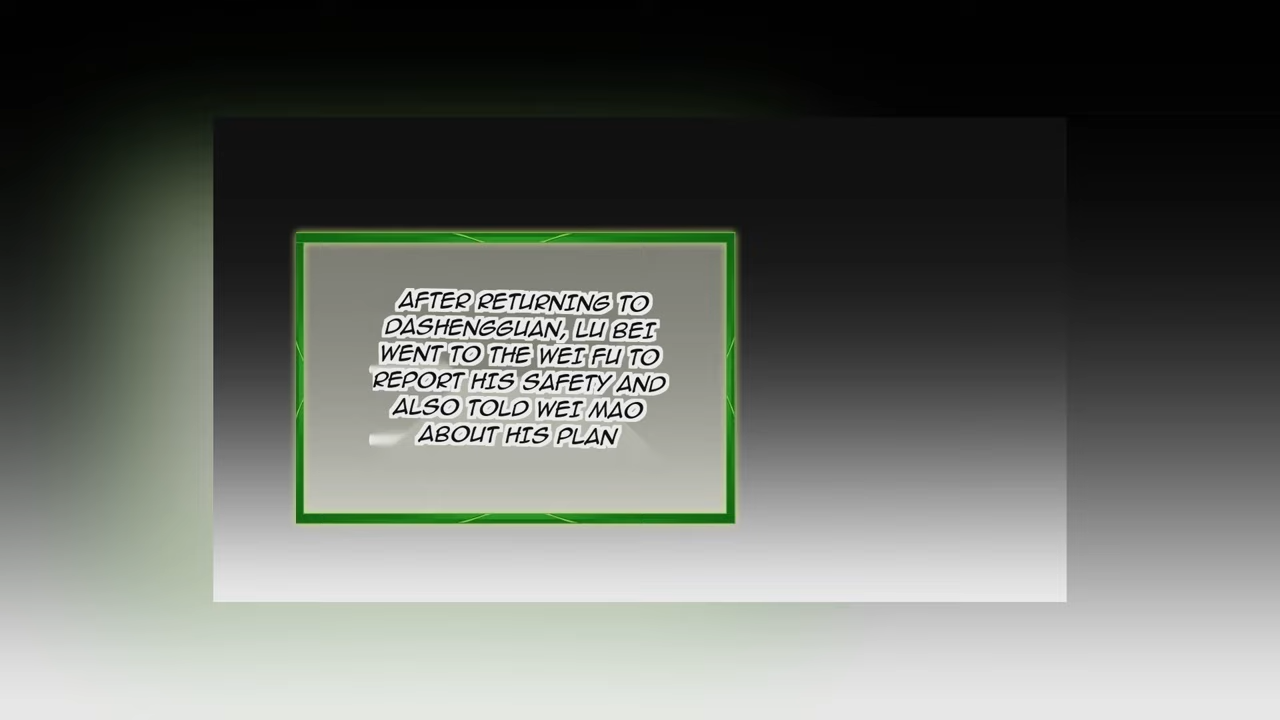 AFTER RETURNING TO
DASHENGGUAN, LU BEI
WENT TO THE WEI FU TO
REPORT HIS SAFETY AND
ALSO TOLD WEI MAO
ABOUT HIS PLAN